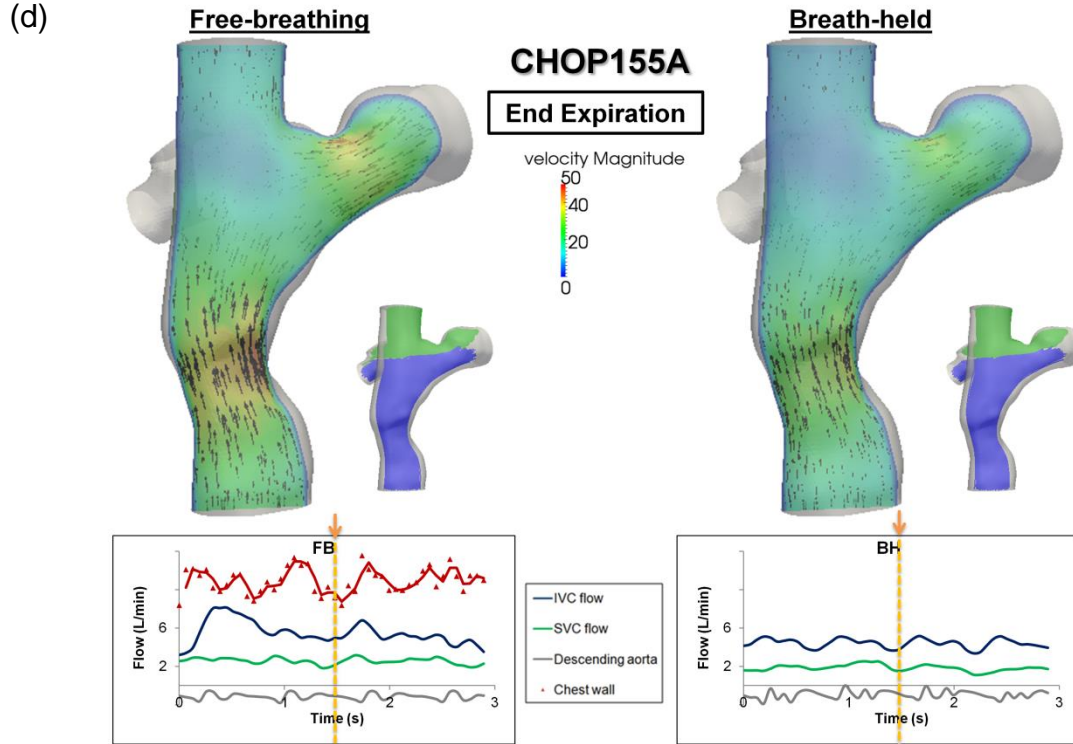 (d)
Free-breathing
Breath-held
CHOP155A
End Expiration
velocity Magnitude
50
40
20
0
FB
Flow (L/min)
6
2
0
1
2
3
Time (s)
IVC flow
SVC flow
Descending aorta
Chest wall
BH
Flow (L/min)
6
2
0
1
2
3
Time (s)